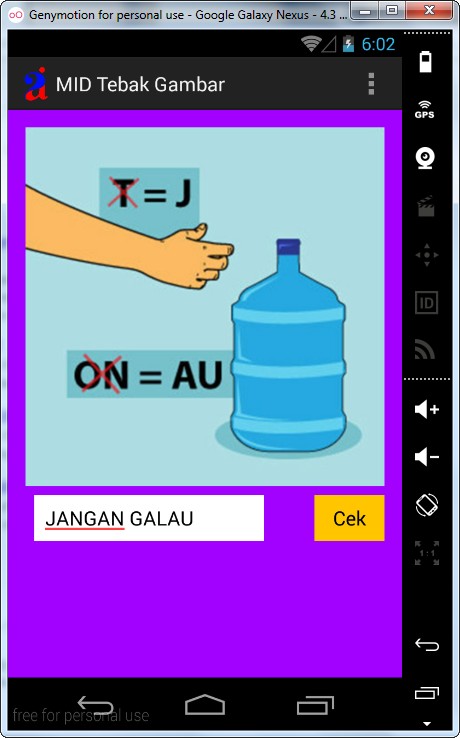 Genymotion for personal use - Google Galaxy Nexus - 4.3 ...
6:02
MID Tebak Gambar
GPS
T = J
ID
ON = AU
JANGAN GALAU
Cek
1:1
free for personal use